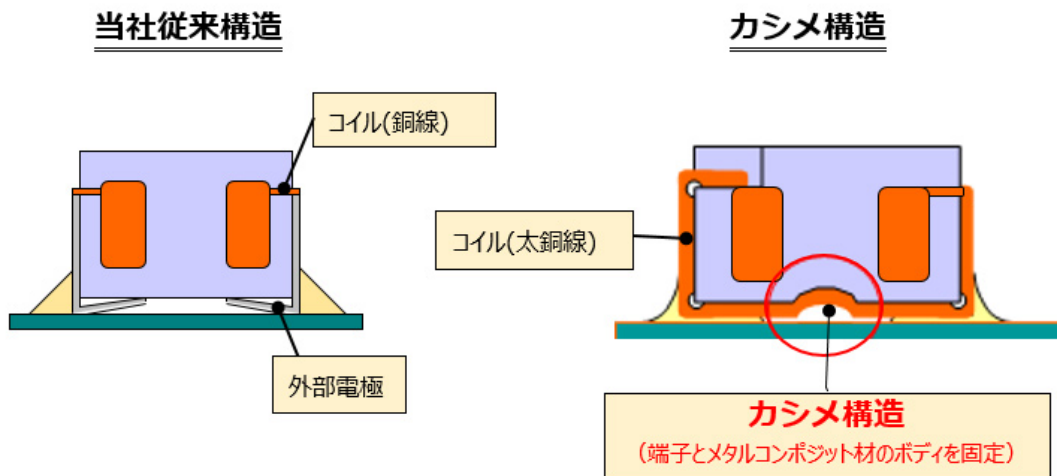 当社従来構造
カシメ構造
コイル(銅線)
コイル(太銅線)
外部電極
カシメ構造
（端子とメタルコンポジット材のボディを固定）